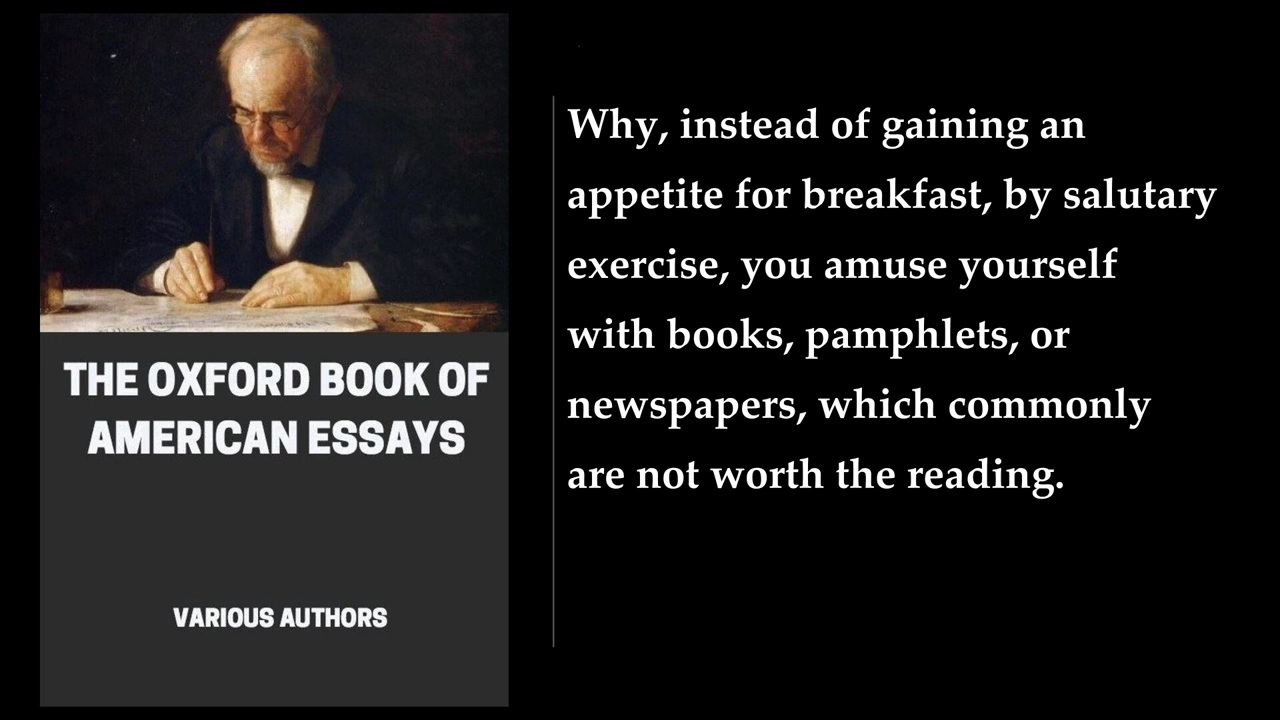 THE OXFORD BOOK OF
AMERICAN ESSAYS
VARIOUS AUTHORS
Why, instead of gaining an
appetite for breakfast, by salutary
exercise, you amuse yourself
with books, pamphlets, or
newspapers, which commonly
are not worth the reading.